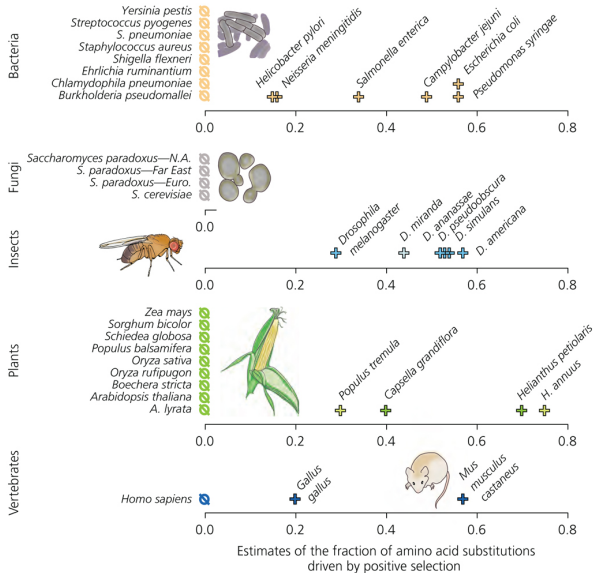 Bacteria
Yersinia pestis
Streptococcus pyogenes
S. pneumoniae
Staphylococcus aureus
Shigella flexneri
Ehrlichia ruminantium
Chlamydophila pneumoniae
Burkholderia pseudomallei
Helicobacter pylori
Neisseria meningitidis
Salmonella enterica
Campylobacter jejuni
Escherichia coli
Pseudomonas syringae
0.0 0.2 0.4 0.6 0.8
Fungi
Saccharomyces paradoxus—N.A.
S. paradoxus—Far East
S. paradoxus—Euro.
S. cerevisiae
0.0
Insects
Drosophila
melanogaster
D. miranda
D. ananassae
D. pseudoobscura
D. simulans
D. americana
0.0 0.2 0.4 0.6 0.8
Plants
Zea mays
Sorghum bicolor
Schiedea globosa
Populus balsamifera
Oryza sativa
Oryza rufipugon
Boechera stricta
Arabidopsis thaliana
A. lyrata
Populus tremula
Capsella grandiflora
Helianthus petiolaris
H. annuus
0.0 0.2 0.4 0.6 0.8
Vertebrates
Homo sapiens
Gallus
gallus
Mus
musculus
castaneus
0.0 0.2 0.4 0.6 0.8
Estimates of the fraction of amino acid substitutions
driven by positive selection